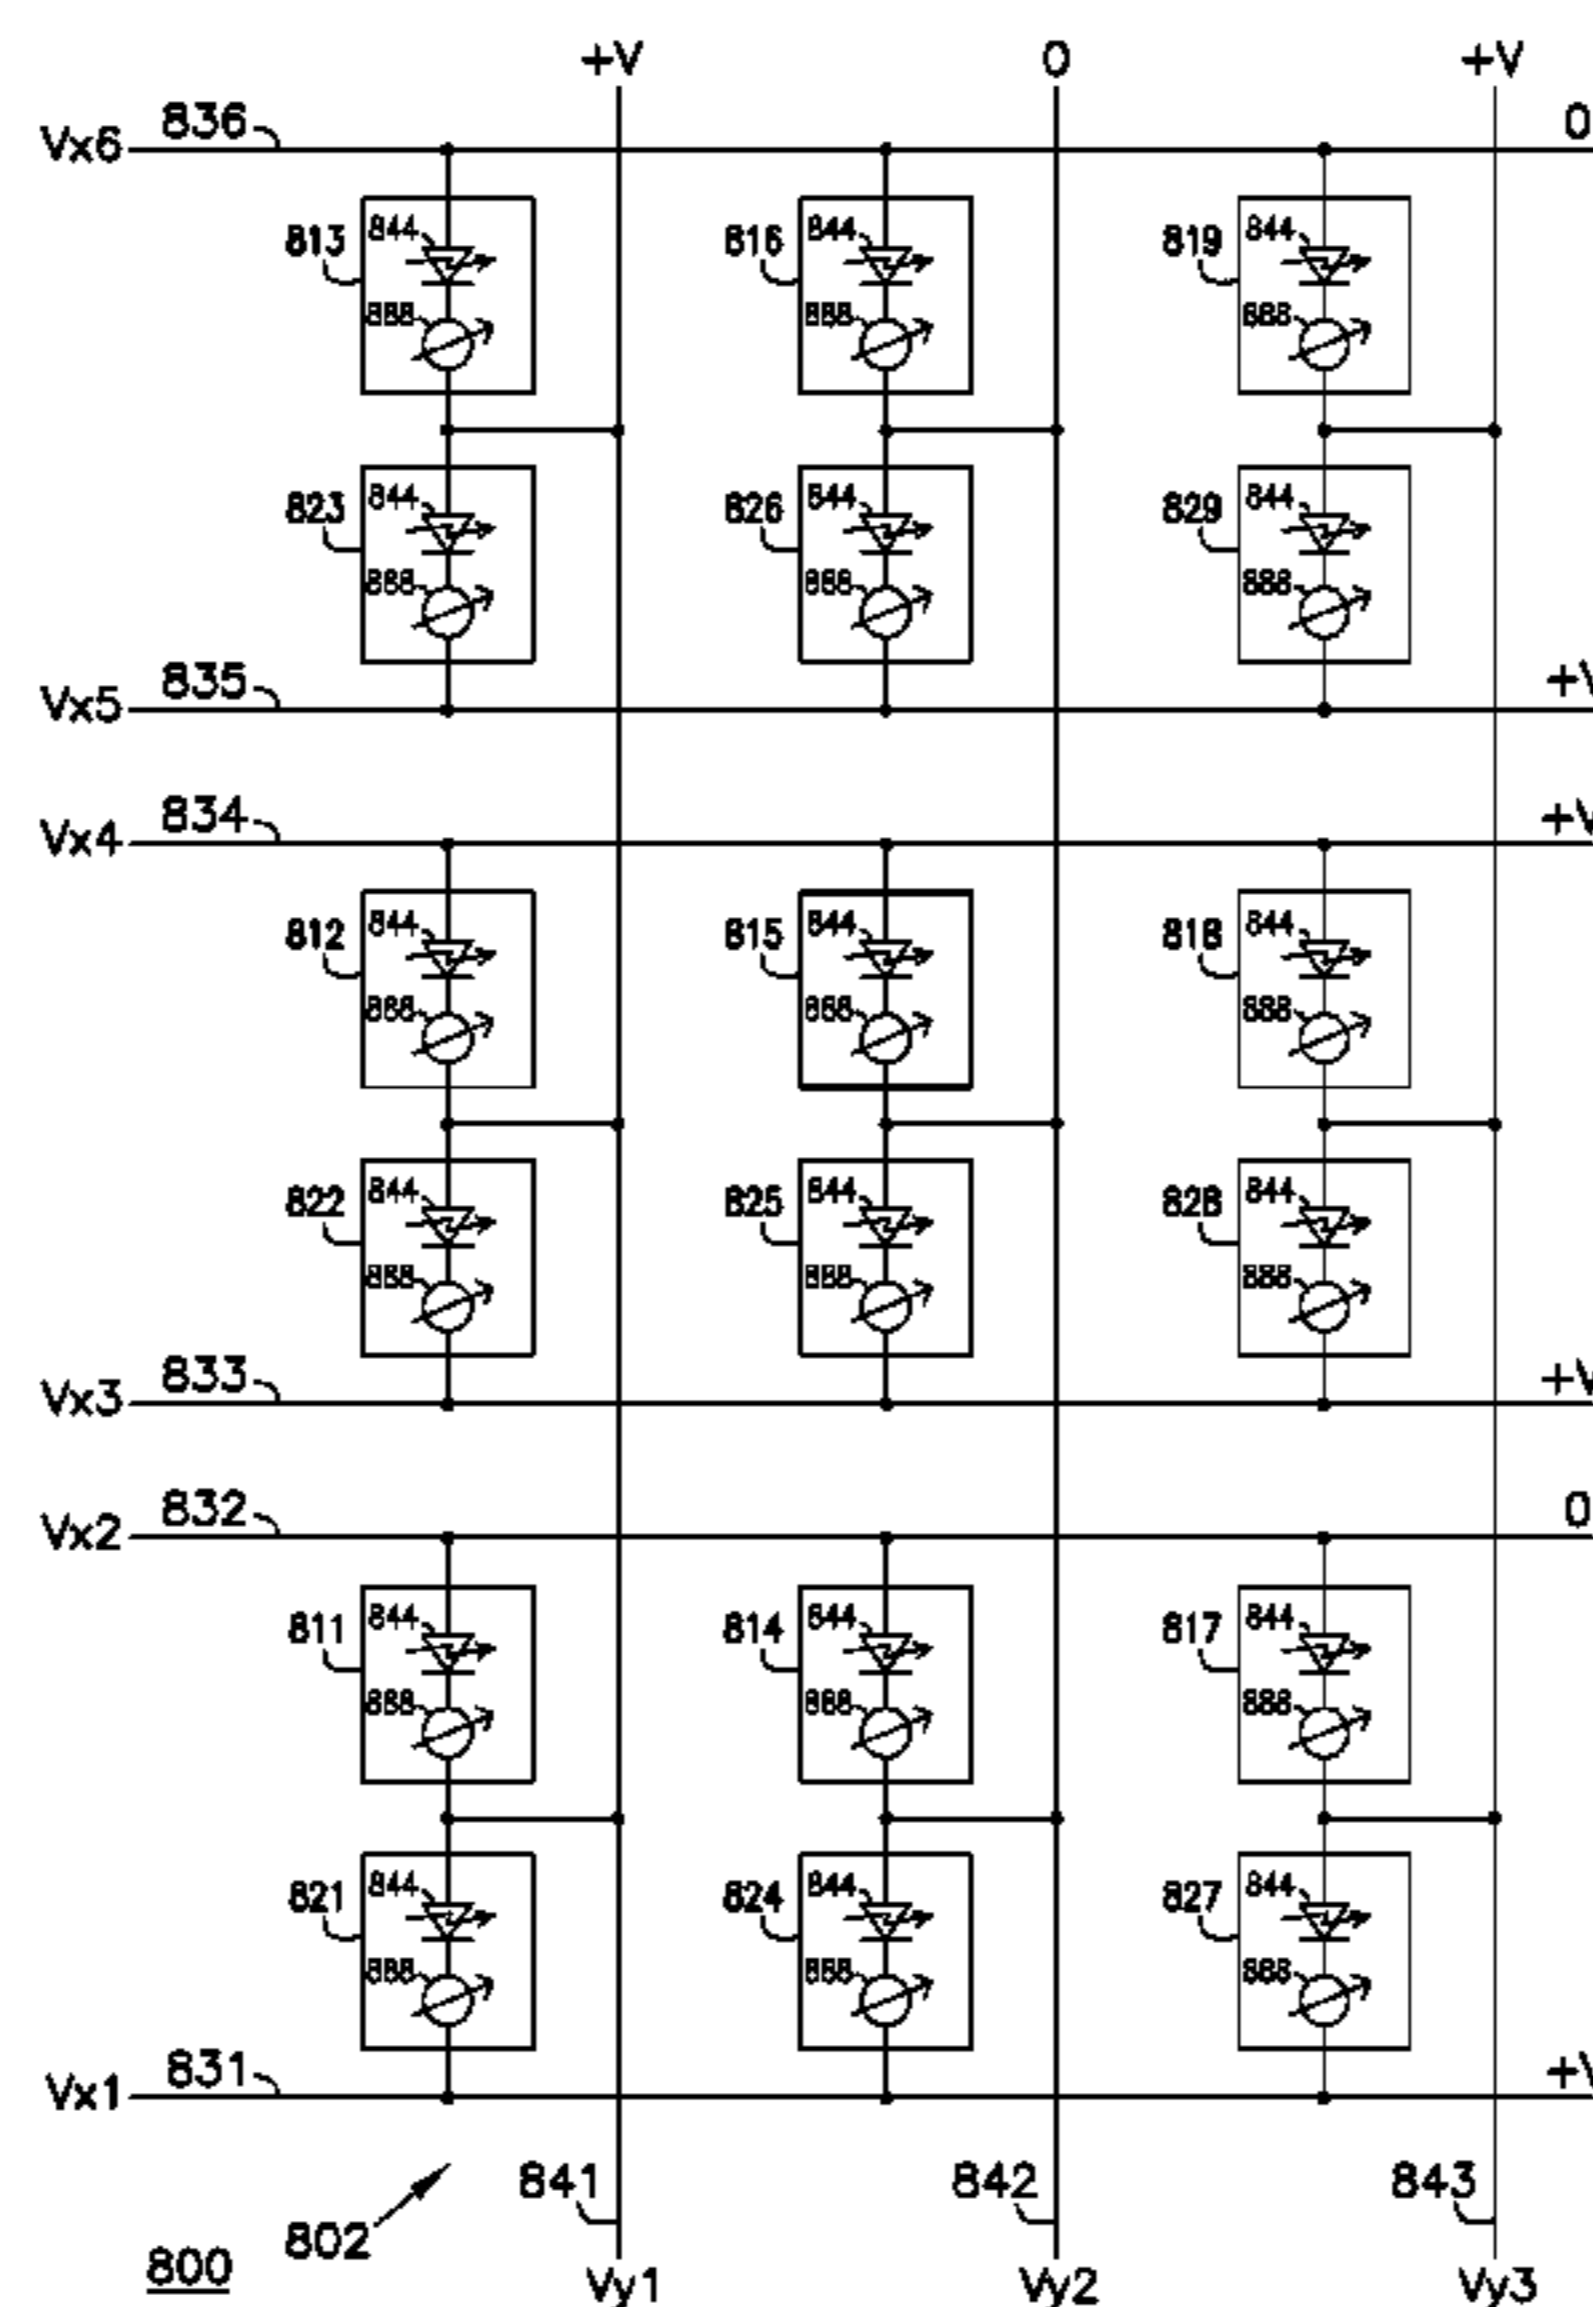 +V 0 +V
Vx6 836 0
813 844 816 844 819 844
888 888 888
823 844 826 844 829 844
888 888 888
Vx5 835 +V
Vx4 834 +V
812 844 815 844 818 844
888 888 888
822 844 825 844 828 844
888 888 888
Vx3 833 +V
Vx2 832 0
811 844 814 844 817 844
888 888 888
821 844 824 844 827 844
888 888 888
Vx1 831 +V
841 842 843
802
800
Vy1 Vy2 Vy3